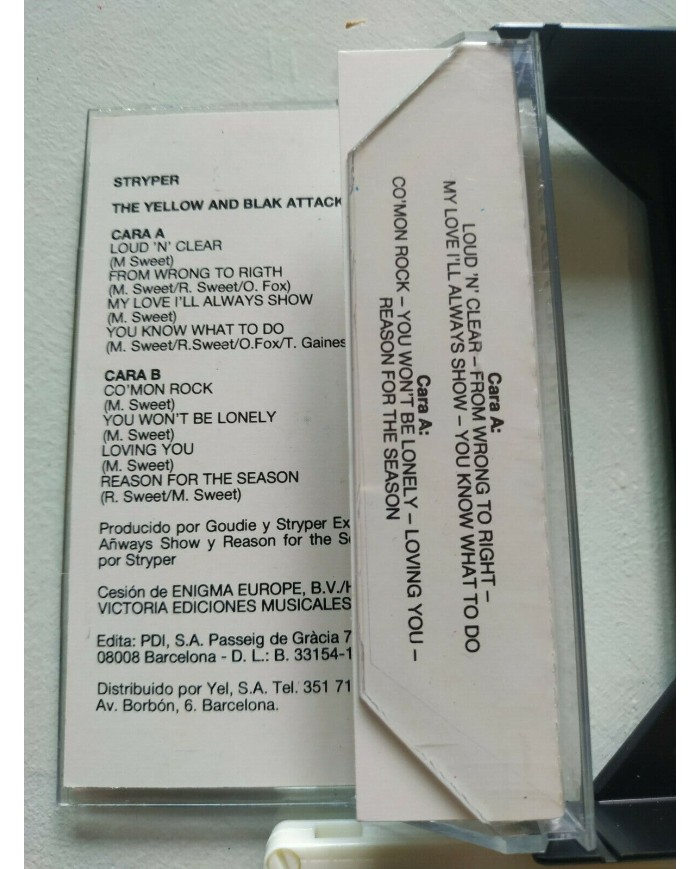 STRYPER
THE YELLOW AND BLAK ATTACK
CARA A
LOUD 'N' CLEAR
(M Sweet)
FROM WRONG TO RIGTH
(M. Sweet/R. Sweet/O. Fox)
MY LOVE I'LL ALWAYS SHOW
(M. Sweet)
YOU KNOW WHAT TO DO
(M. Sweet/R.Sweet/O.Fox/T. Gaines
CARA B
CO'MON ROCK
(M. Sweet)
YOU WON'T BE LONELY
(M. Sweet)
LOVING YOU
(M. Sweet)
REASON FOR THE SEASON
(R. Sweet/M. Sweet)
Producido por Goudie y Stryper Ex
Añways Show y Reason for the
por Stryper
Cesión de ENIGMA EUROPE, B.V./
VICTORIA EDICIONES MUSICALES
Edita: PDI, S.A. Passeig de Gràcia 7
08008 Barcelona - D. L.: B. 33154-1
Distribuido por Yel, S.A. Tel. 351 71
Av. Borbón, 6. Barcelona.
Cara A:
LOUD 'N' CLEAR – FROM WRONG TO RIGHT –
MY LOVE I'LL ALWAYS SHOW – YOU KNOW WHAT TO DO
Cara A:
CO'MON ROCK – YOU WON'T BE LONELY – LOVING YOU –
REASON FOR THE SEASON